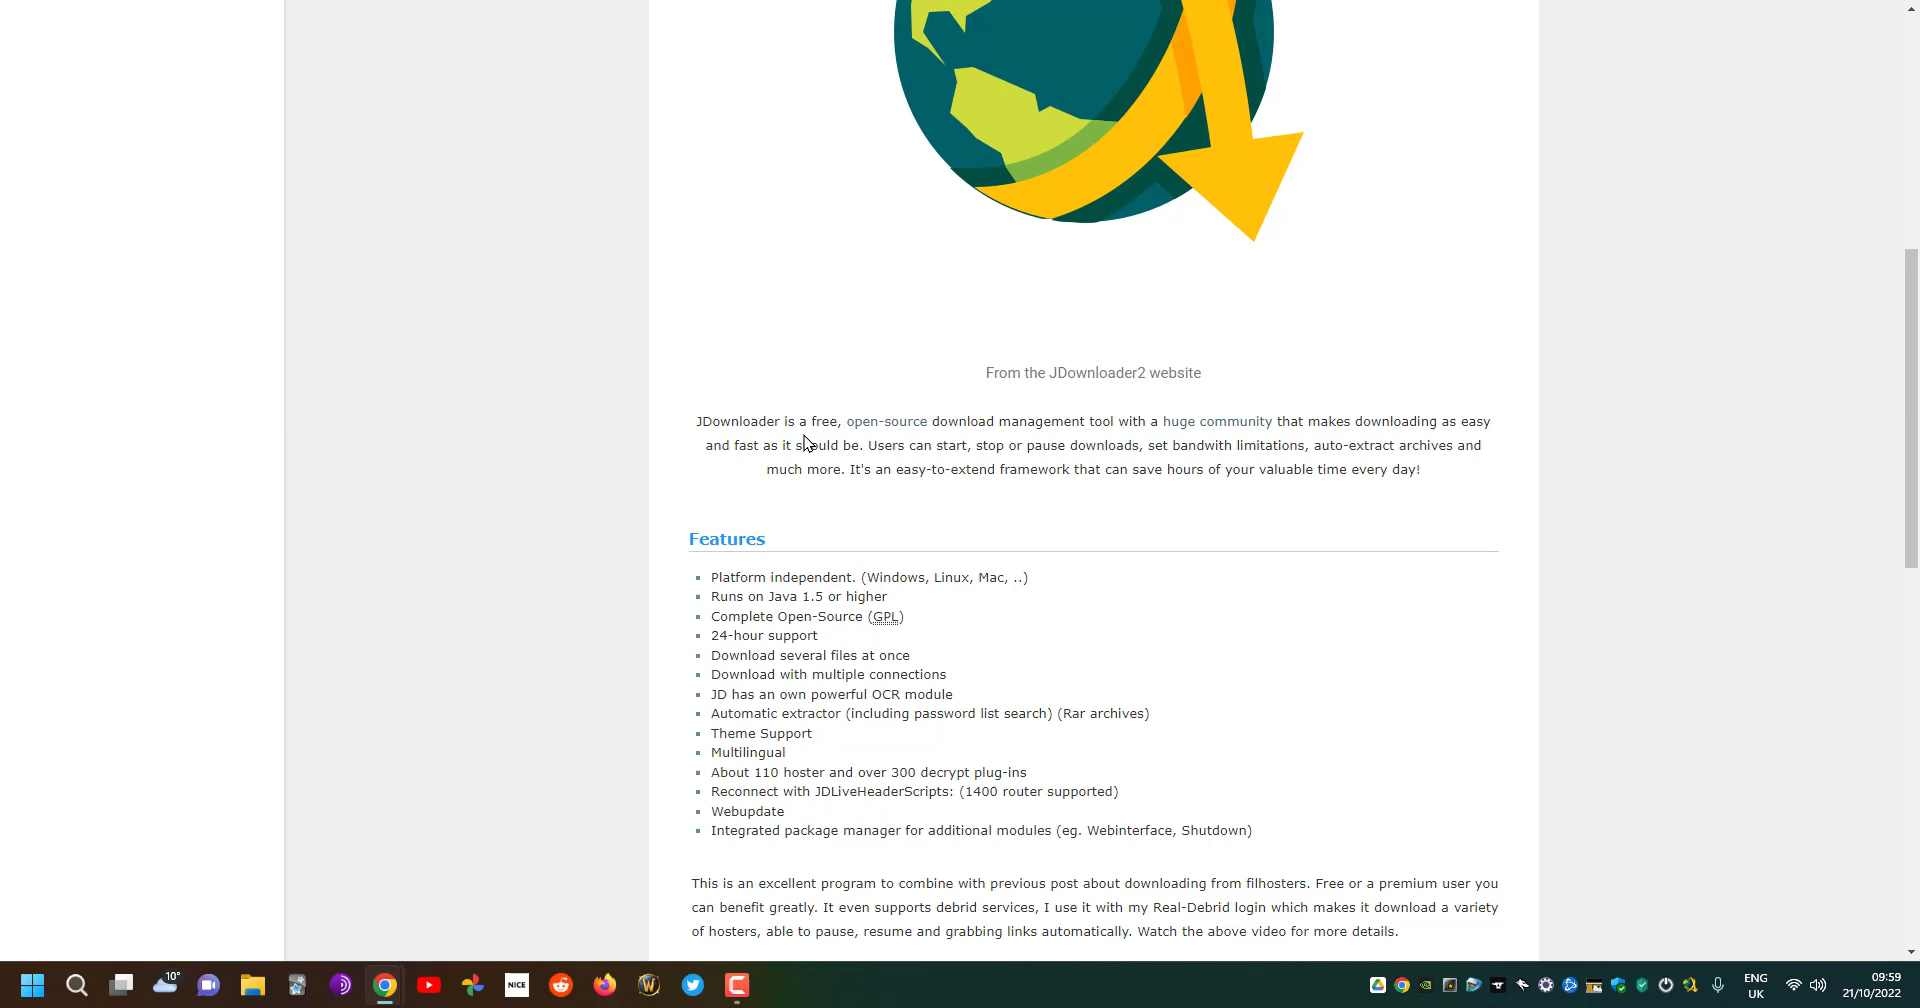 From the JDownloader2 website
JDownloader is a free, open-source download management tool with a huge community that makes downloading as easy
and fast as it should be. Users can start, stop or pause downloads, set bandwith limitations, auto-extract archives and
much more. It's an easy-to-extend framework that can save hours of your valuable time every day!
Features
Platform independent. (Windows, Linux, Mac, ..)
Runs on Java 1.5 or higher
Complete Open-Source (GPL)
24-hour support
Download several files at once
Download with multiple connections
JD has an own powerful OCR module
Automatic extractor (including password list search) (Rar archives)
Theme Support
Multilingual
About 110 hoster and over 300 decrypt plug-ins
Reconnect with JDLiveHeaderScripts: (1400 router supported)
Webupdate
Integrated package manager for additional modules (eg. Webinterface, Shutdown)
This is an excellent program to combine with previous post about downloading from filhosters. Free or a premium user you
can benefit greatly. It even supports debrid services, I use it with my Real-Debrid login which makes it download a variety
of hosters, able to pause, resume and grabbing links automatically. Watch the above video for more details.
10°
NICE
ENG
UK
09:59
21/10/2022